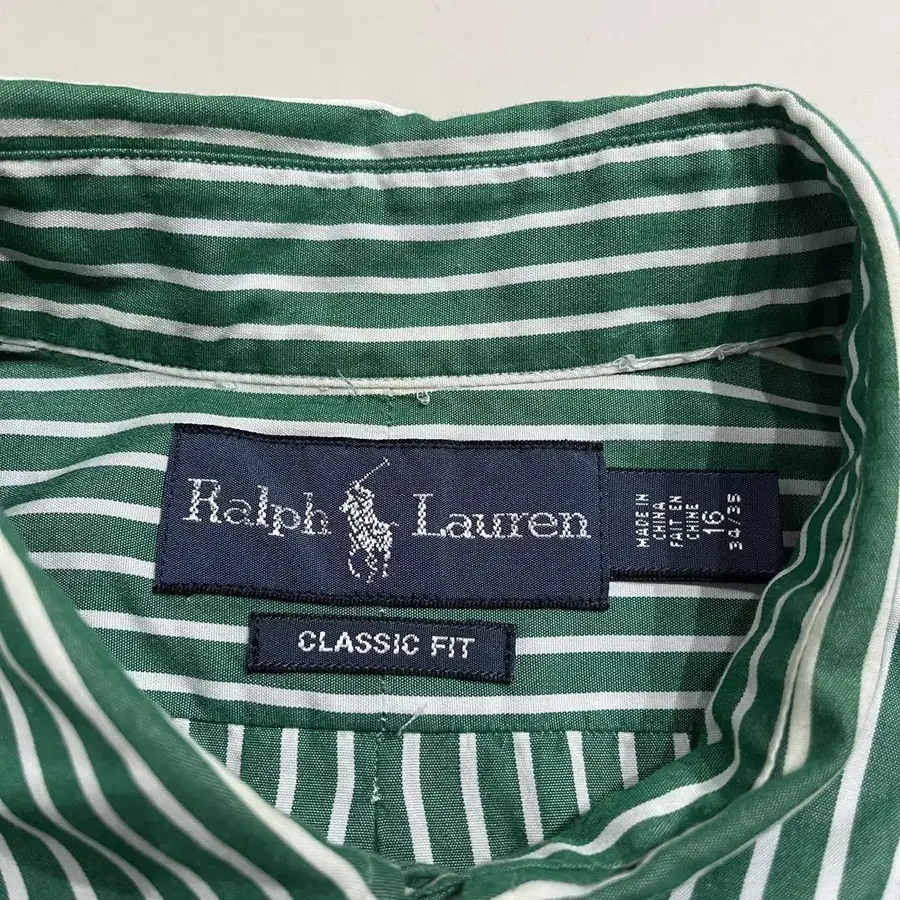 Ralph Lauren
MADE IN
CHINA
FAIT EN
CHINE
16
34/35
CLASSIC FIT